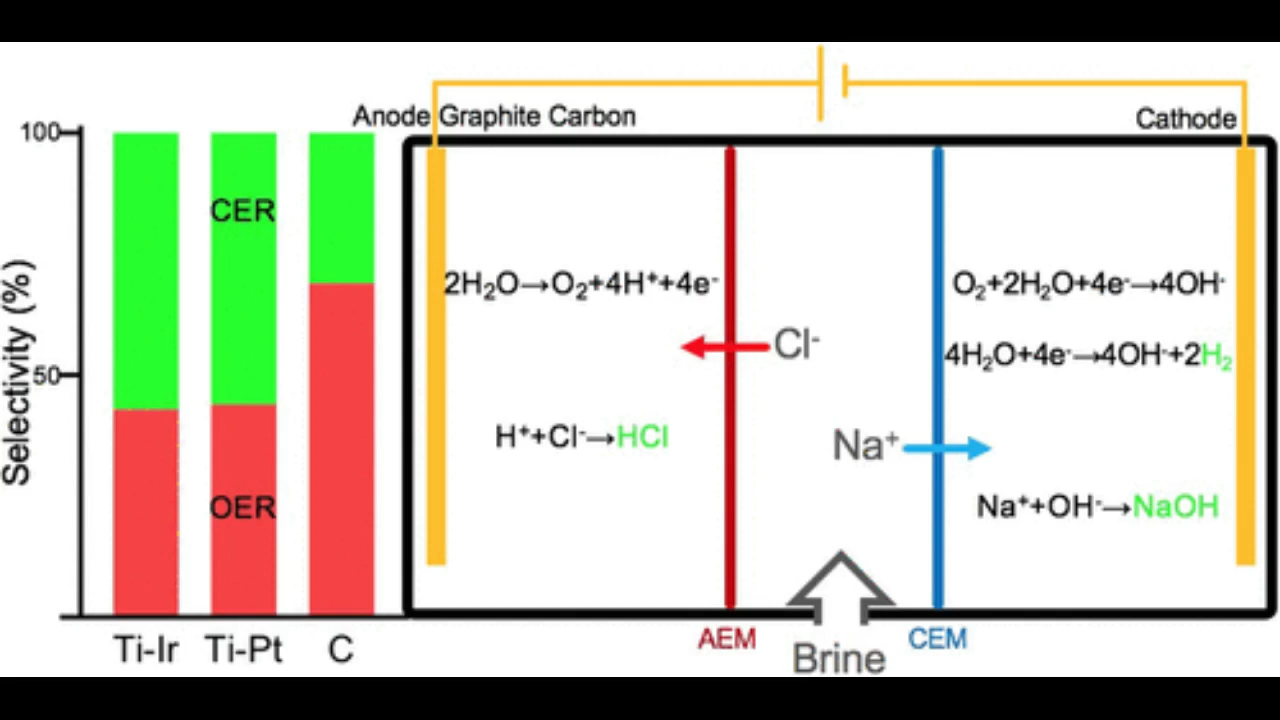 Selectivity (%)
100
50
CER
OER
Ti-Ir Ti-Pt C
Anode Graphite Carbon
Cathode
2H₂O→O₂+4H⁺+4e⁻
H⁺+Cl⁻→HCl
Cl⁻
Na⁺
O₂+2H₂O+4e⁻→4OH⁻
4H₂O+4e⁻→4OH⁻+2H₂
Na⁺+OH⁻→NaOH
AEM
Brine
CEM